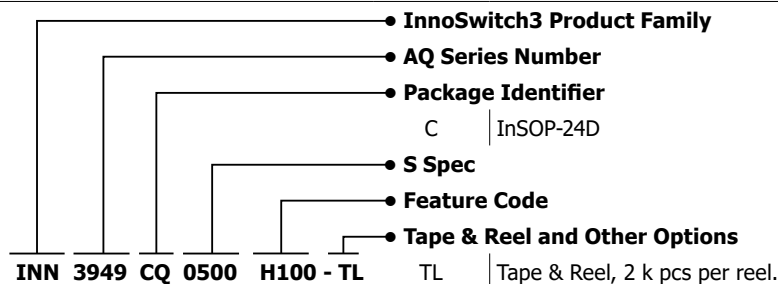 • InnoSwitch3 Product Family
• AQ Series Number
• Package Identifier
C InSOP-24D
• S Spec
• Feature Code
• Tape & Reel and Other Options
INN 3949 CQ 0500 H100 - TL TL Tape & Reel, 2 k pcs per reel.